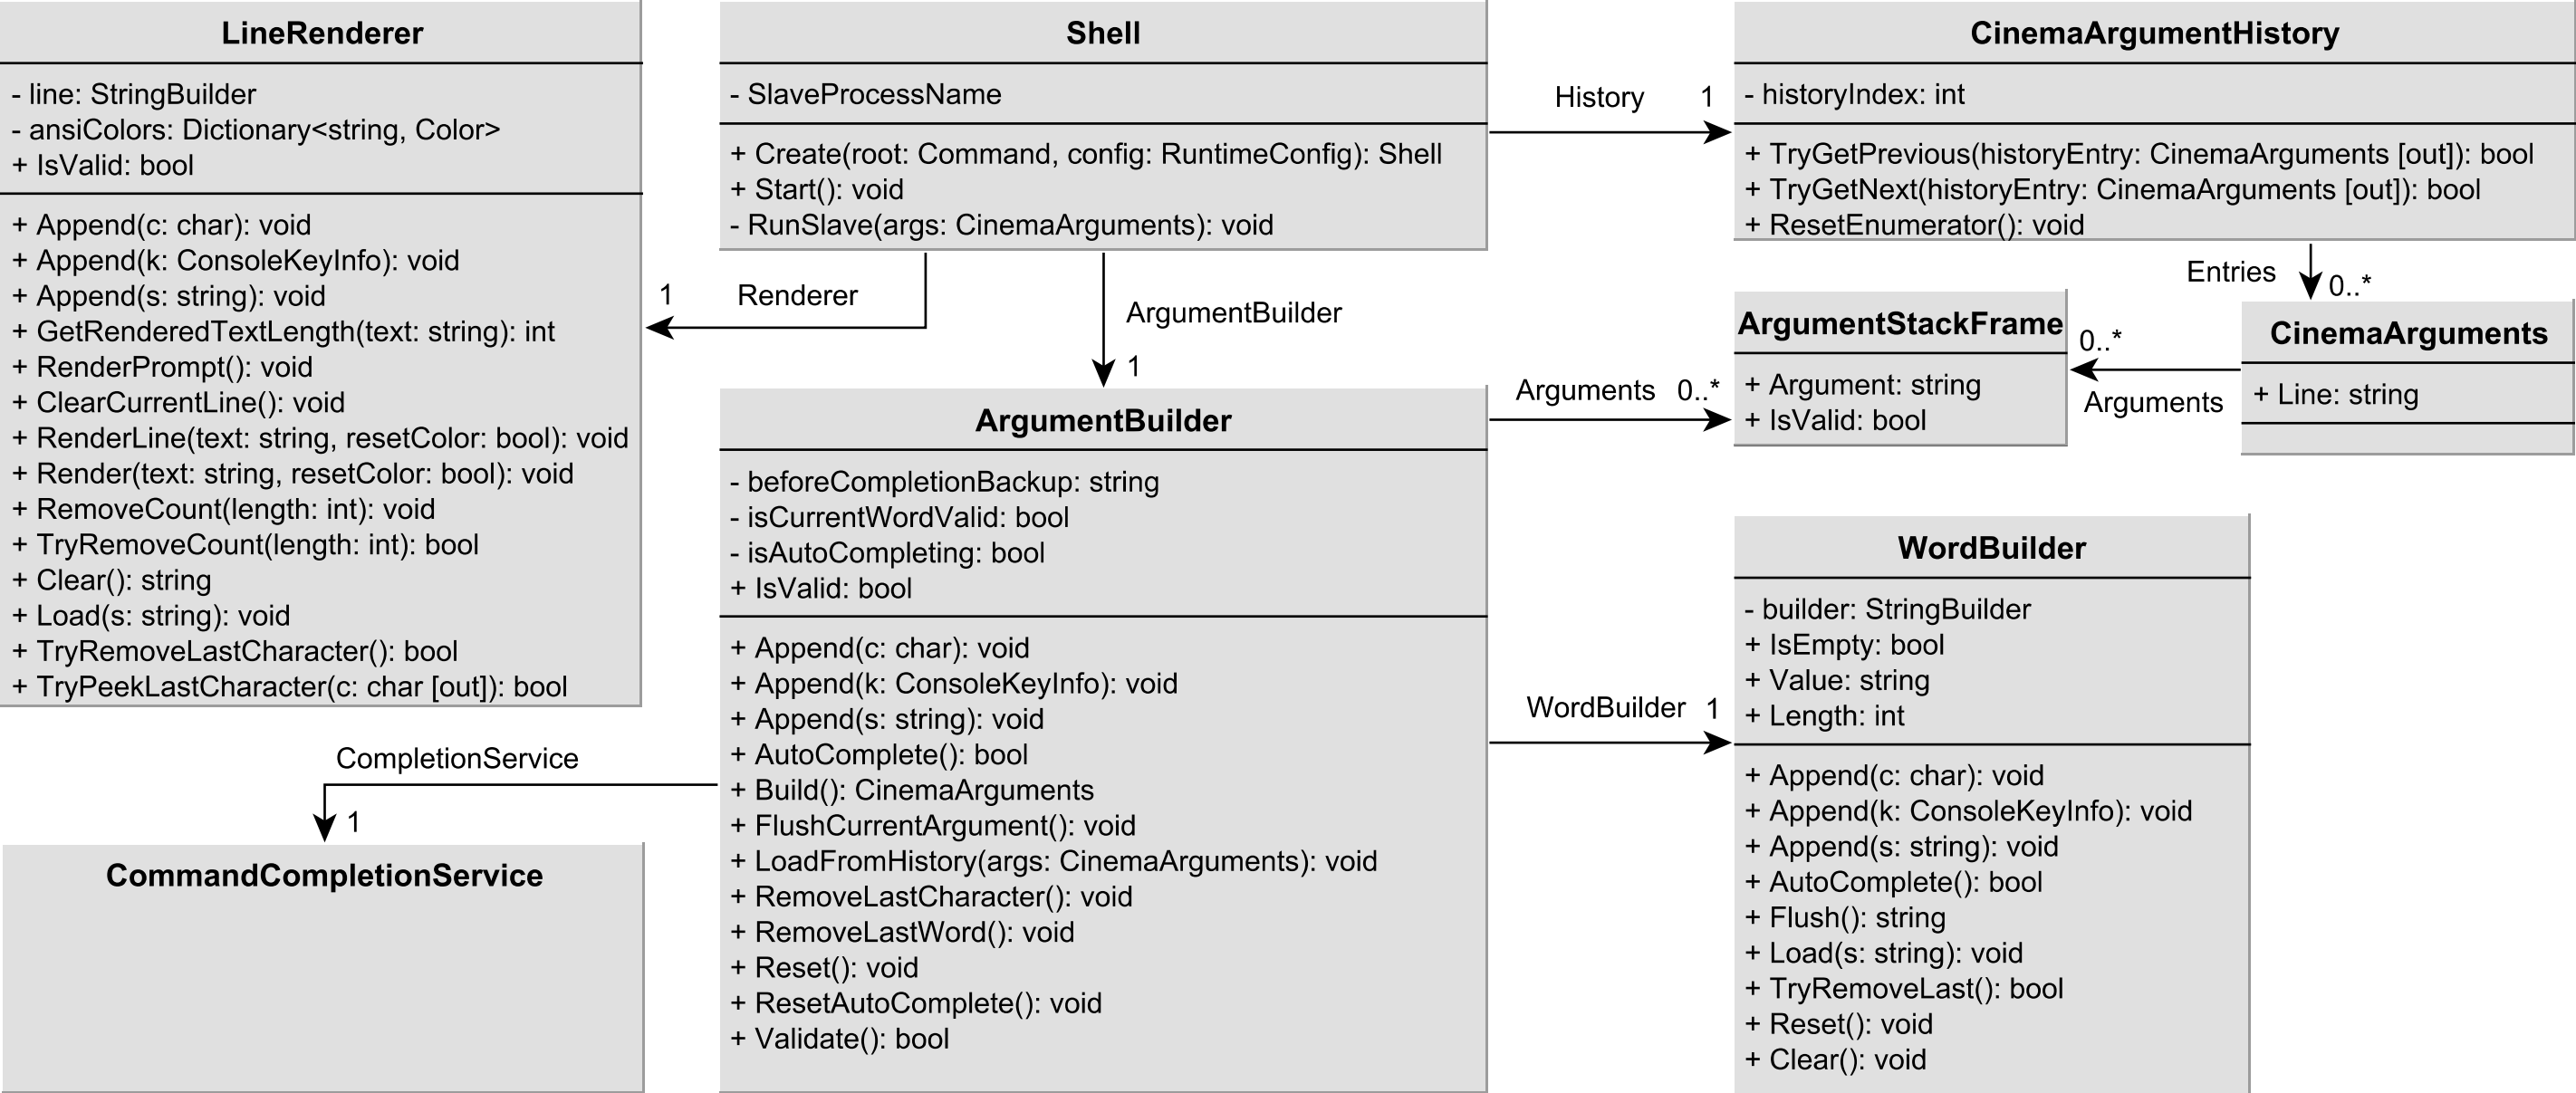 LineRenderer
- line: StringBuilder
- ansiColors: Dictionary<string, Color>
+ IsValid: bool
+ Append(c: char): void
+ Append(k: ConsoleKeyInfo): void
+ Append(s: string): void
+ GetRenderedTextLength(text: string): int
+ RenderPrompt(): void
+ ClearCurrentLine(): void
+ RenderLine(text: string, resetColor: bool): void
+ Render(text: string, resetColor: bool): void
+ RemoveCount(length: int): void
+ TryRemoveCount(length: int): bool
+ Clear(): string
+ Load(s: string): void
+ TryRemoveLastCharacter(): bool
+ TryPeekLastCharacter(c: char [out]): bool
Shell
- SlaveProcessName
+ Create(root: Command, config: RuntimeConfig): Shell
+ Start(): void
- RunSlave(args: CinemaArguments): void
History 1
CinemaArgumentHistory
- historyIndex: int
+ TryGetPrevious(historyEntry: CinemaArguments [out]): bool
+ TryGetNext(historyEntry: CinemaArguments [out]): bool
+ ResetEnumerator(): void
1 Renderer
ArgumentBuilder
1
Entries
0..*
ArgumentStackFrame
+ Argument: string
+ IsValid: bool
0..*
Arguments
CinemaArguments
+ Line: string
ArgumentBuilder
- beforeCompletionBackup: string
- isCurrentWordValid: bool
- isAutoCompleting: bool
+ IsValid: bool
+ Append(c: char): void
+ Append(k: ConsoleKeyInfo): void
+ Append(s: string): void
+ AutoComplete(): bool
+ Build(): CinemaArguments
+ FlushCurrentArgument(): void
+ LoadFromHistory(args: CinemaArguments): void
+ RemoveLastCharacter(): void
+ RemoveLastWord(): void
+ Reset(): void
+ ResetAutoComplete(): void
+ Validate(): bool
Arguments 0..*
WordBuilder 1
WordBuilder
- builder: StringBuilder
+ IsEmpty: bool
+ Value: string
+ Length: int
+ Append(c: char): void
+ Append(k: ConsoleKeyInfo): void
+ Append(s: string): void
+ AutoComplete(): bool
+ Flush(): string
+ Load(s: string): void
+ TryRemoveLast(): bool
+ Reset(): void
+ Clear(): void
CompletionService
1
CommandCompletionService